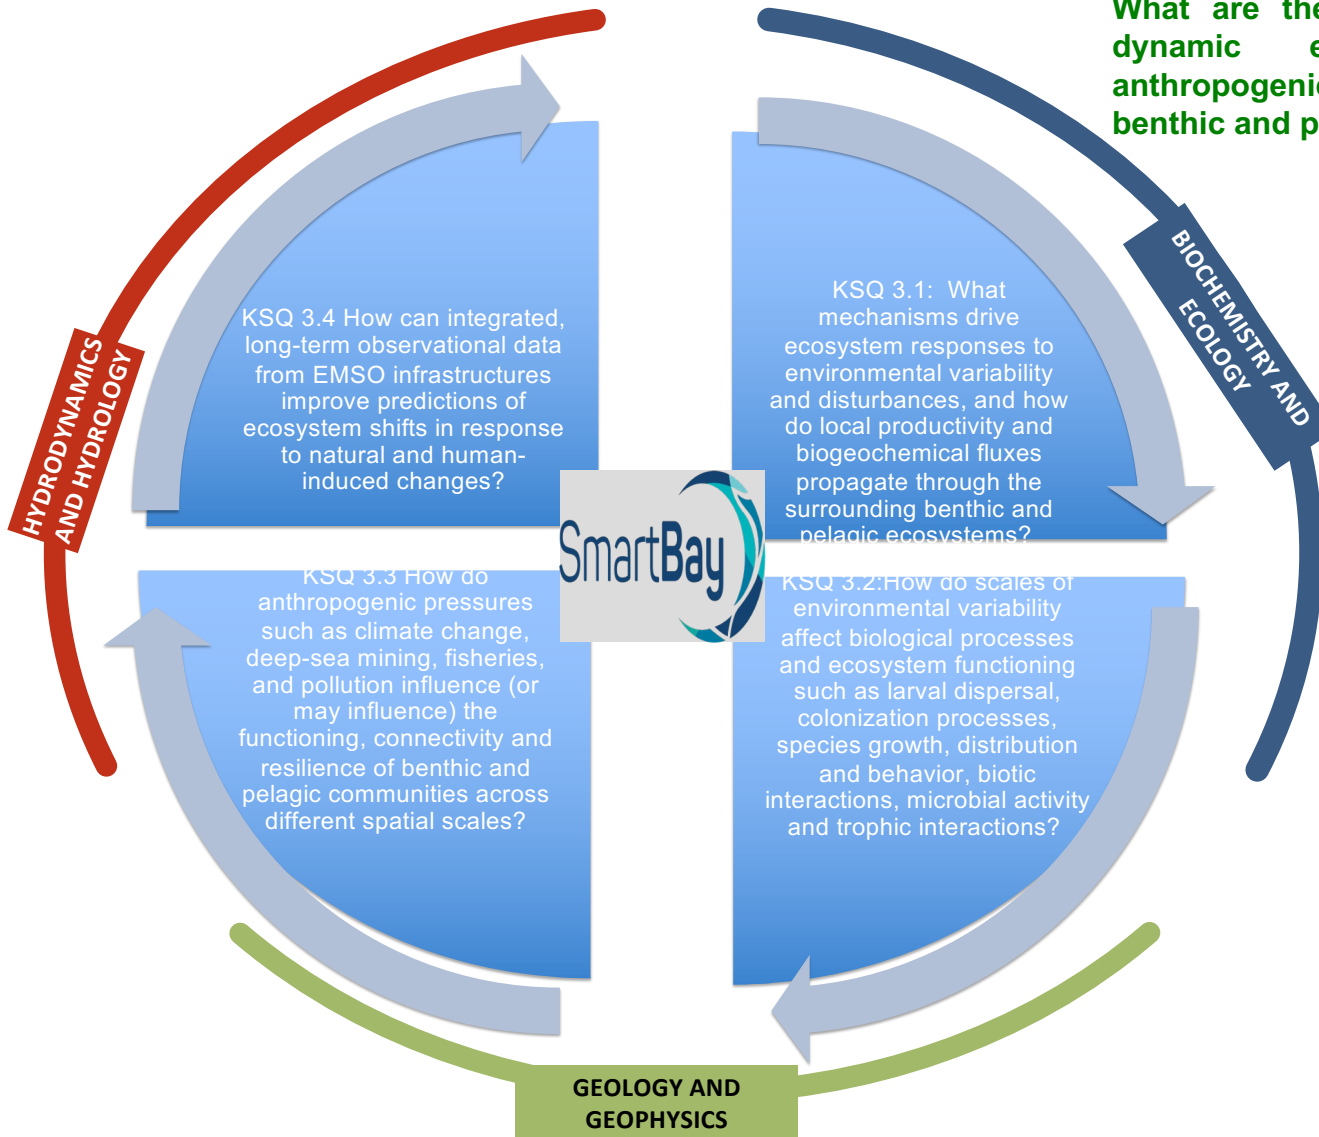 What are the
dynamic e
anthropogenic
benthic and p
BIOCHEMISTRY AND
ECOLOGY
HYDRODYNAMICS
AND HYDROLOGY
KSQ 3.4 How can integrated,
long-term observational data
from EMSO infrastructures
improve predictions of
ecosystem shifts in response
to natural and human-
induced changes?
KSQ 3.1: What
mechanisms drive
ecosystem responses to
environmental variability
and disturbances, and how
do local productivity and
biogeochemical fluxes
propagate through the
surrounding benthic and
pelagic ecosystems?
SmartBay
KSQ 3.3 How do
anthropogenic pressures
such as climate change,
deep-sea mining, fisheries,
and pollution influence (or
may influence) the
functioning, connectivity and
resilience of benthic and
pelagic communities across
different spatial scales?
KSQ 3.2:How do scales of
environmental variability
affect biological processes
and ecosystem functioning
such as larval dispersal,
colonization processes,
species growth, distribution
and behavior, biotic
interactions, microbial activity
and trophic interactions?
GEOLOGY AND
GEOPHYSICS